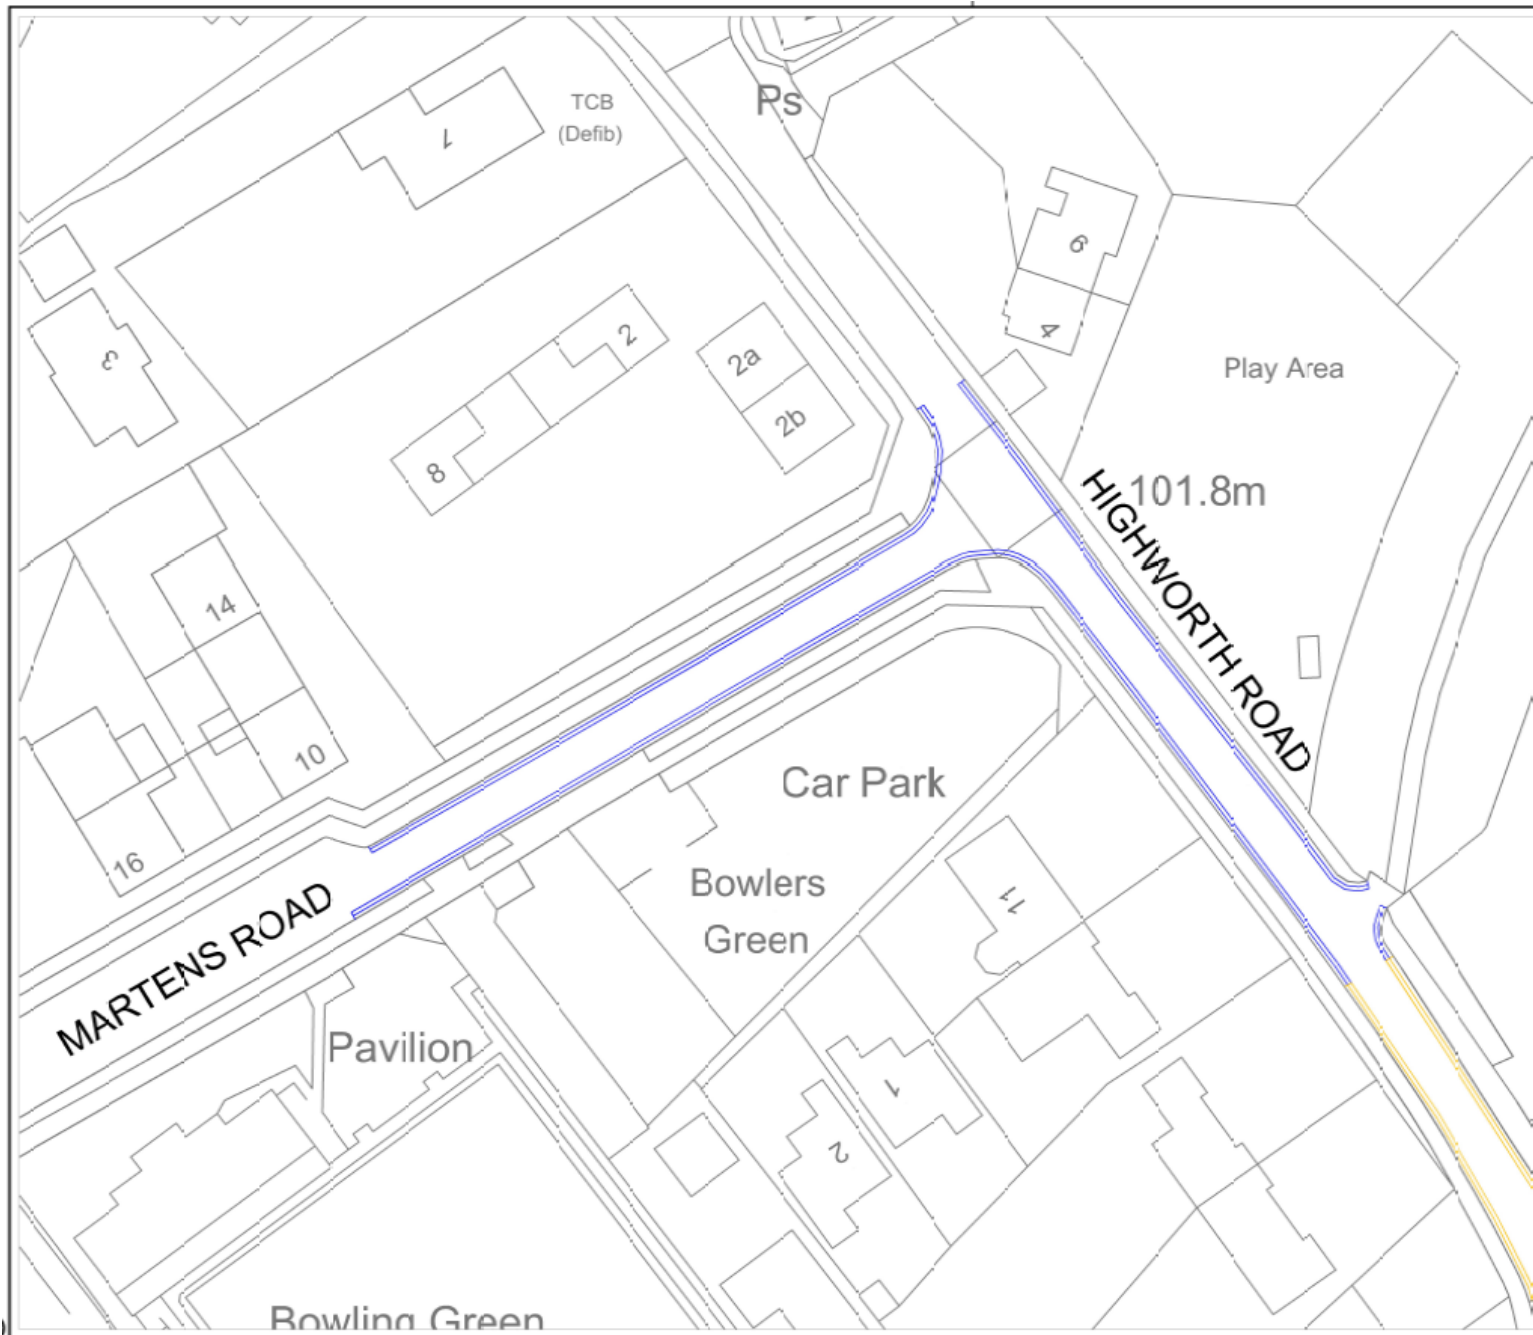 Ps
TCB
(Defib)
1
6
4
3
2
2a
2b
8
Play Area
101.8m
HIGHWORTH ROAD
14
10
16
Car Park
Bowlers
Green
11
MARTENS ROAD
Pavilion
1
2
Bowling Green